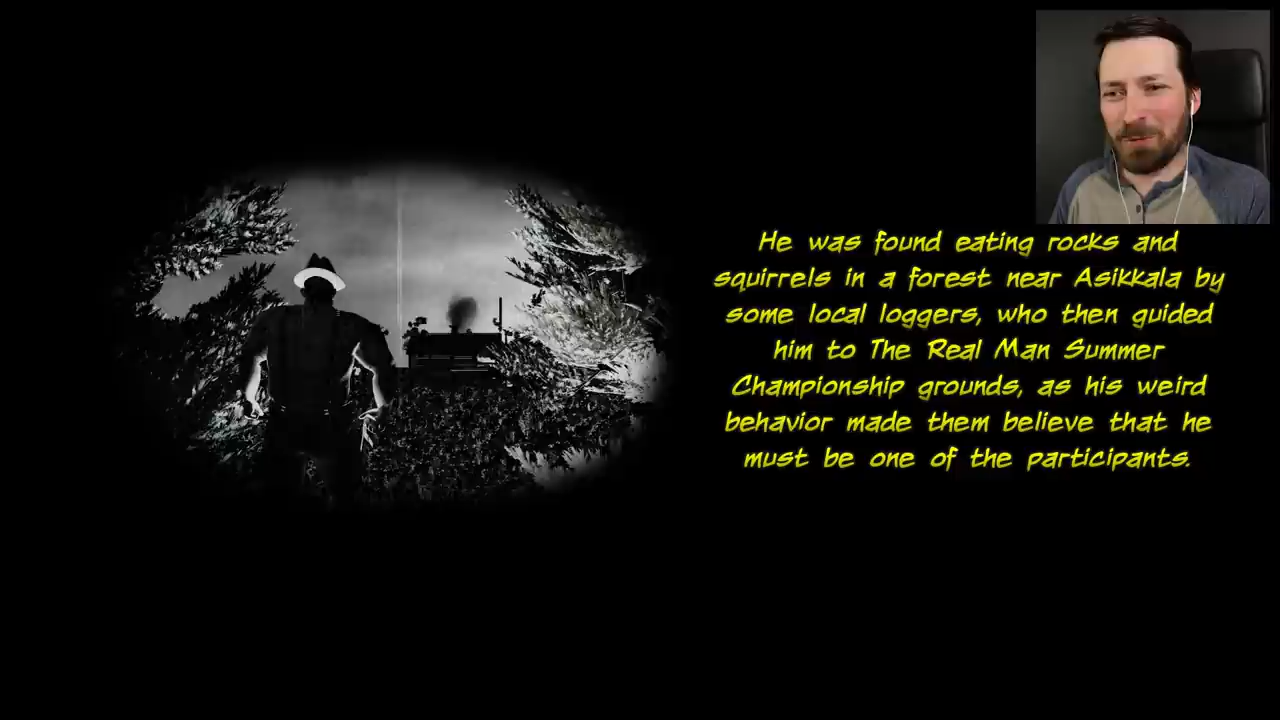 He was found eating rocks and
squirrels in a forest near Asikkala by
some local loggers, who then guided
him to The Real Man Summer
Championship grounds, as his weird
behavior made them believe that he
must be one of the participants.